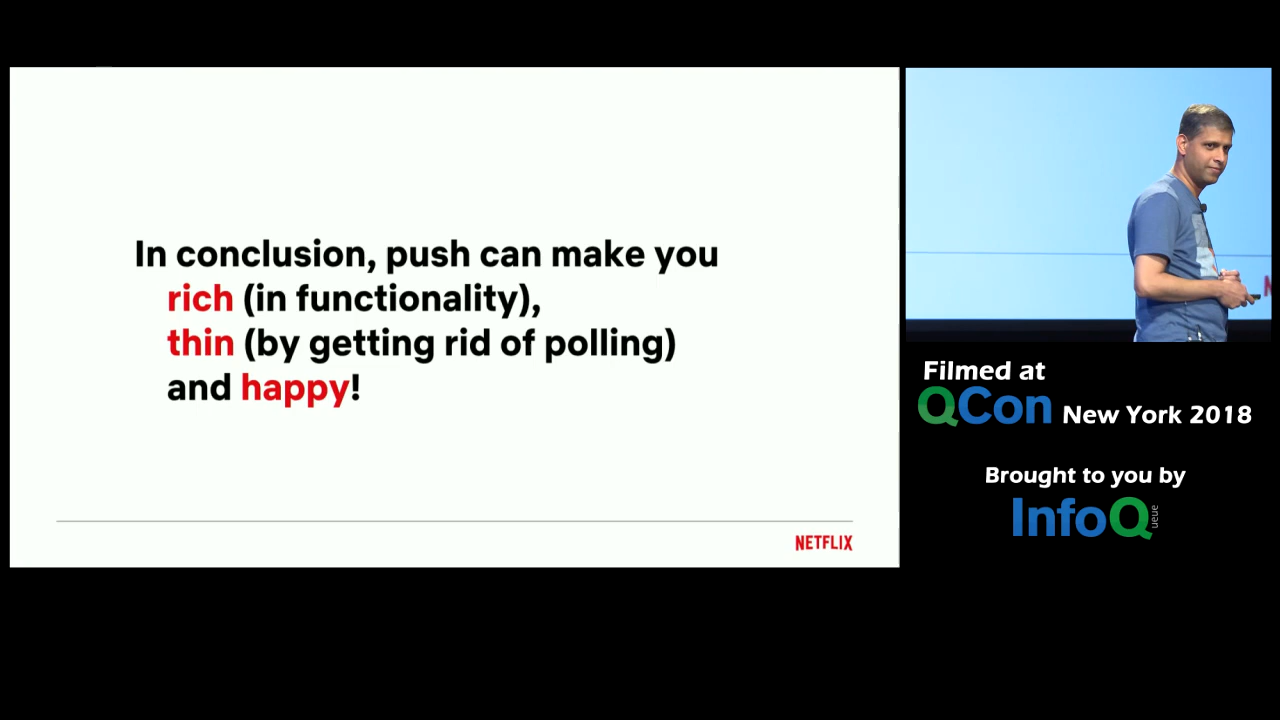 In conclusion, push can make you
rich (in functionality),
thin (by getting rid of polling)
and happy!
NETFLIX
Filmed at
QCon New York 2018
Brought to you by
InfoQ
ueue